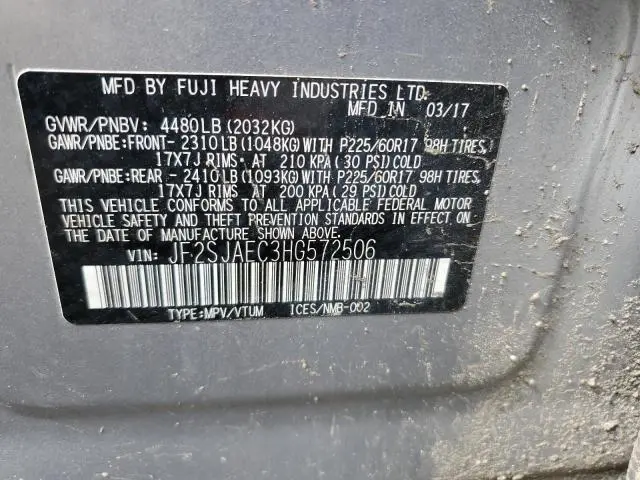 MFD BY FUJI HEAVY INDUSTRIES LTD.
MFD IN 03/17
GVWR/PNBV: 4480LB(2032KG)
GAWR/PNBE:FRONT- 2310LB(1048KG)WITH P225/60R17 98H TIRES,
17X7J RIMS, AT 210 KPA(30 PSI)COLD
GAWR/PNBE:REAR - 2410LB(1093KG)WITH P225/60R17 98H TIRES,
17X7J RIMS, AT 200 KPA(29 PSI)COLD
THIS VEHICLE CONFORMS TO ALL APPLICABLE FEDERAL MOTOR
VEHICLE SAFETY AND THEFT PREVENTION STANDARDS IN EFFECT
ON THE DATE OF MANUFACTURE SHOWN ABOVE.
VIN: JF2SJAEC3HG572506
TYPE:MPV/VTUM ICES/NMB-002